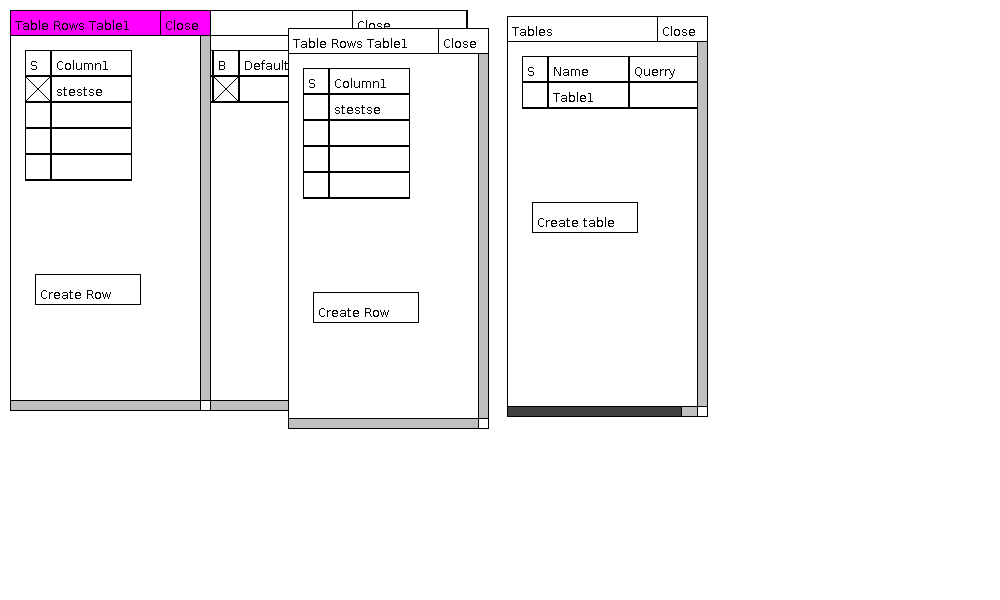 Table Rows Table1 Close
S Column1
stestse
Create Row
Close
B Default
Table Rows Table1 Close
S Column1
stestse
Create Row
Tables Close
S Name Querry
Table1
Create table